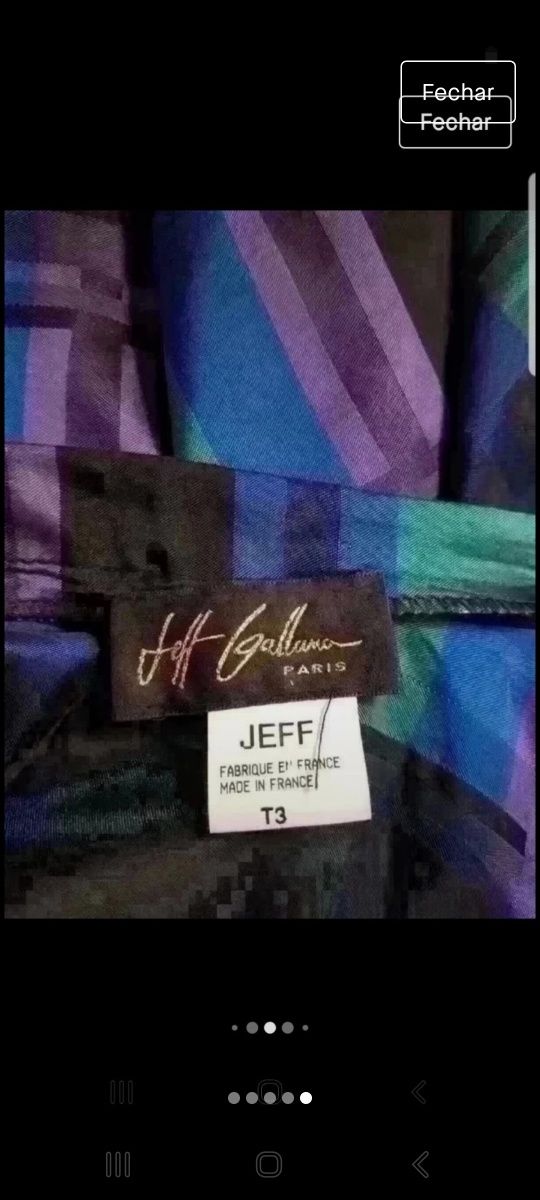 Fechar
Fechar
Jeff Gallano
PARIS
JEFF
FABRIQUE EN FRANCE
MADE IN FRANCE
T3